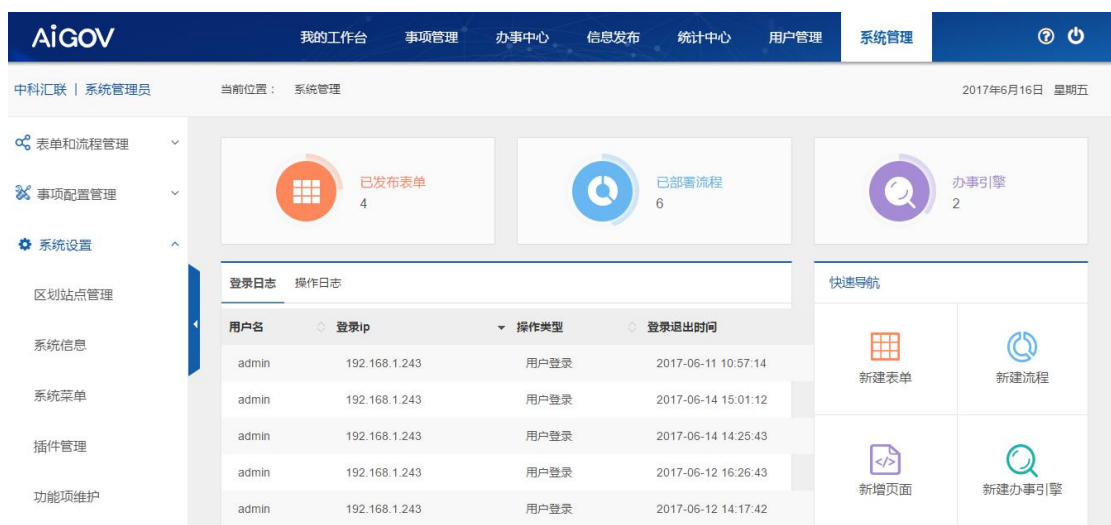 AiGOV 我的工作台 事项管理 办事中心 信息发布 统计中心 用户管理 系统管理
中科汇联 | 系统管理员 当前位置： 系统管理 2017年6月16日 星期五
表单和流程管理
事项配置管理
系统设置
区划站点管理
系统信息
系统菜单
插件管理
功能项维护
已发布表单
4
已部署流程
6
办事引擎
2
登录日志 操作日志
用户名 登录ip 操作类型 登录退出时间
admin 192.168.1.243 用户登录 2017-06-11 10:57:14
admin 192.168.1.243 用户登录 2017-06-14 15:01:12
admin 192.168.1.243 用户登录 2017-06-14 14:25:43
admin 192.168.1.243 用户登录 2017-06-12 16:26:43
admin 192.168.1.243 用户登录 2017-06-12 14:17:42
快速导航
新建表单 新建流程
新增页面 新建办事引擎